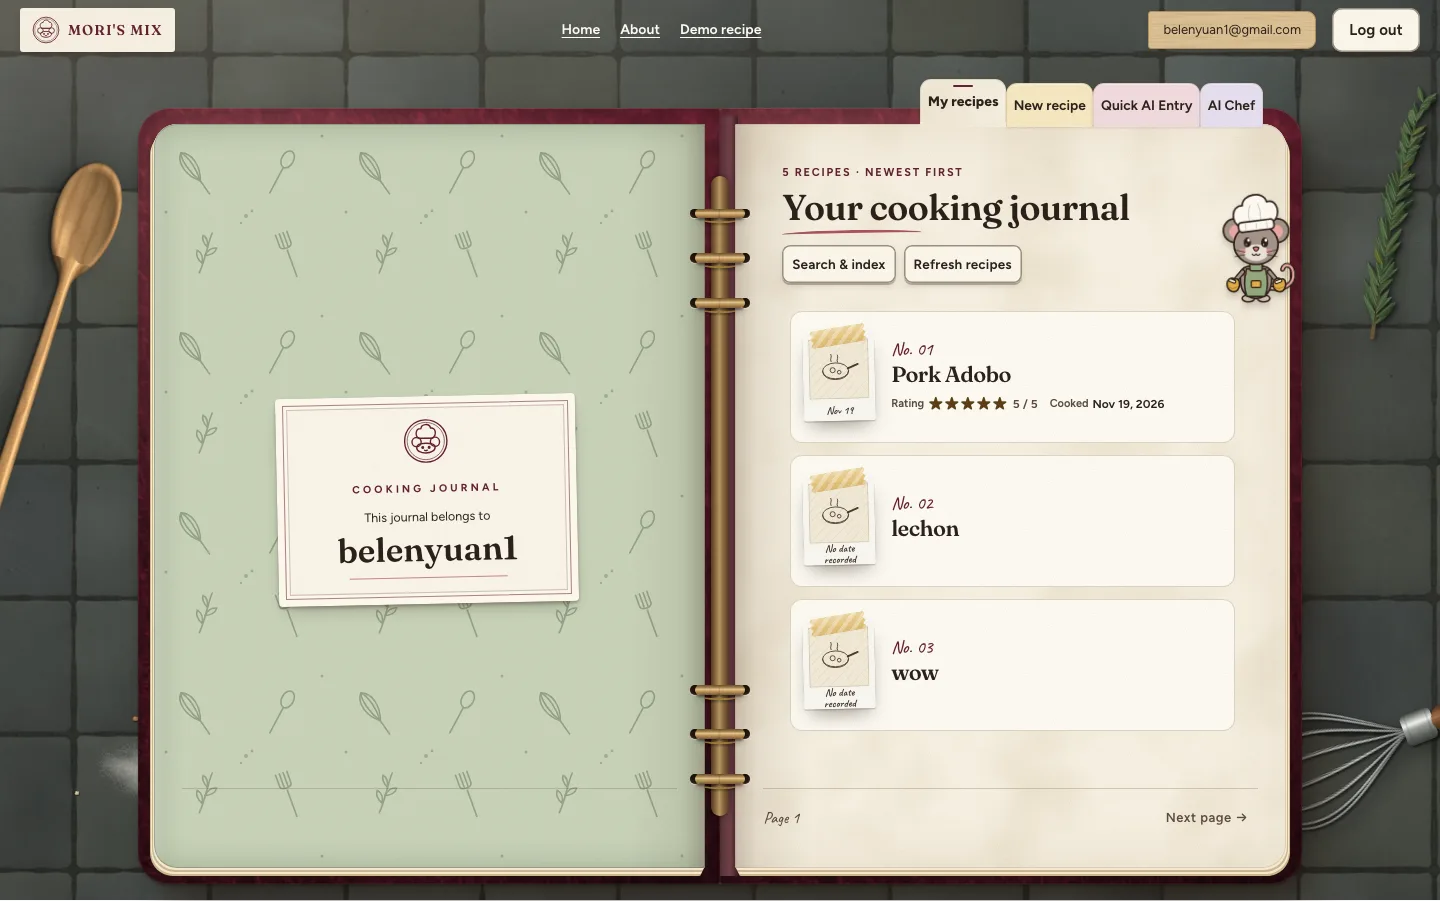 MORI'S MIX
Home About Demo recipe
belenyuan1@gmail.com
Log out
My recipes New recipe Quick AI Entry AI Chef
COOKING JOURNAL
This journal belongs to
belenyuan1
5 RECIPES · NEWEST FIRST
Your cooking journal
Search & index Refresh recipes
Nov 19
No. 01
Pork Adobo
Rating ★★★★★ 5 / 5 Cooked Nov 19, 2026
No date
recorded
No. 02
lechon
No date
recorded
No. 03
wow
Page 1
Next page →